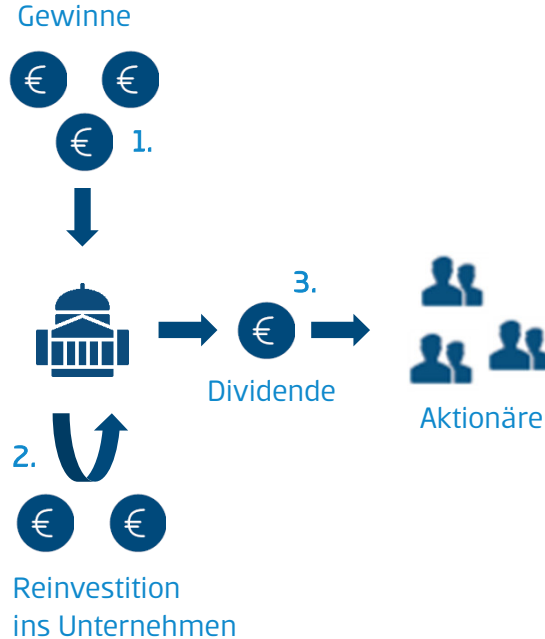 Gewinne
€ €
€ 1.
3.
€
Dividende
Aktionäre
2.
€ €
Reinvestition
ins Unternehmen